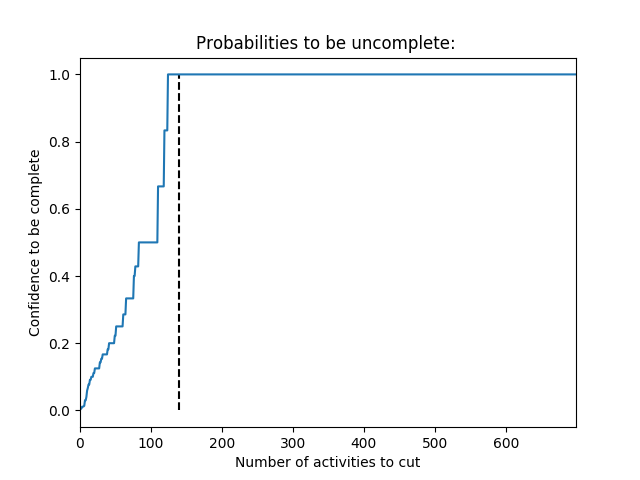 Probabilities to be uncomplete:
1.0
0.8
0.6
0.4
0.2
0.0
Confidence to be complete
0 100 200 300 400 500 600
Number of activities to cut